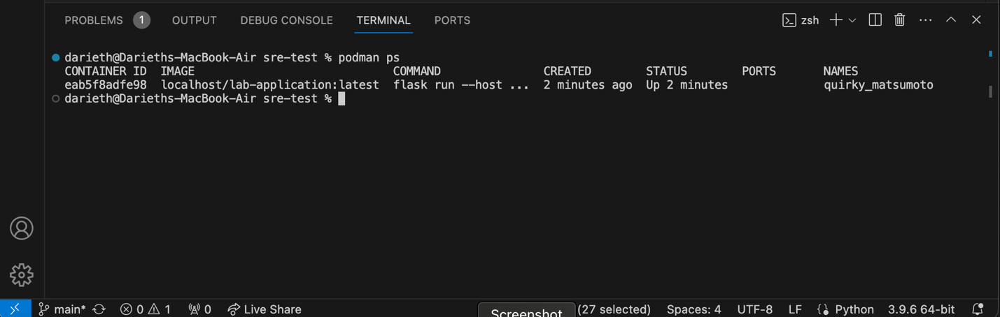 PROBLEMS 1 OUTPUT DEBUG CONSOLE TERMINAL PORTS zsh
darieth@Darieths-MacBook-Air sre-test % podman ps
CONTAINER ID IMAGE COMMAND CREATED STATUS PORTS NAMES
eab5f8adfe98 localhost/lab-application:latest flask run --host ... 2 minutes ago Up 2 minutes quirky_matsumoto
darieth@Darieths-MacBook-Air sre-test %
main* 0 1 0 Live Share Screenshot (27 selected) Spaces: 4 UTF-8 LF Python 3.9.6 64-bit